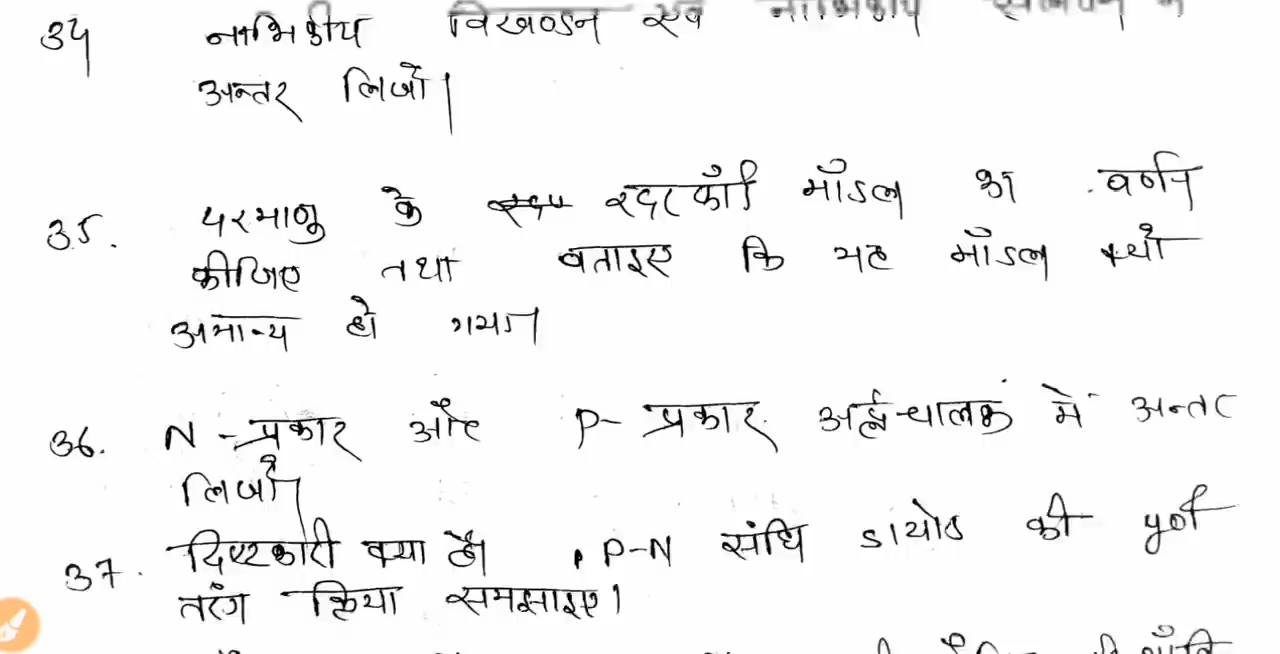 34 नाभिकीय विखण्डन एवं नाभिकीय
अन्तर लिखो।
35. परमाणु के रदरफोर्ड मॉडल का वर्णन
कीजिए तथा बताइए कि यह मॉडल क्यों
अमान्य हो गया।
36. N-प्रकार और P-प्रकार अर्द्धचालक में अन्तर
लिखो।
37. दिष्टकारी क्या है। P-N संधि डायोड की पूर्ण
तरंग क्रिया समझाइए।